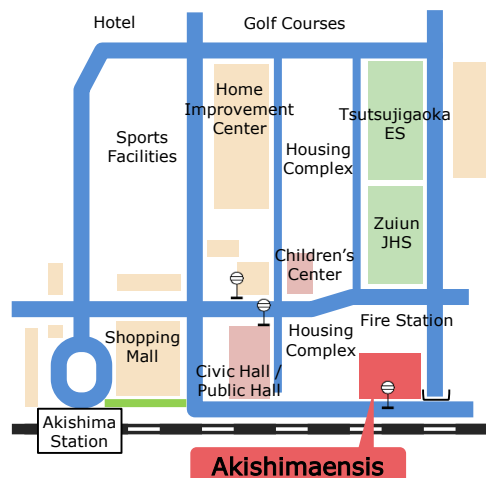 Hotel
Golf Courses
Home
Improvement
Center
Tsutsujigaoka
ES
Sports
Facilities
Housing
Complex
Zuiun
JHS
Children's
Center
Shopping
Mall
Housing
Complex
Fire Station
Civic Hall /
Public Hall
Akishima
Station
Akishimaensis